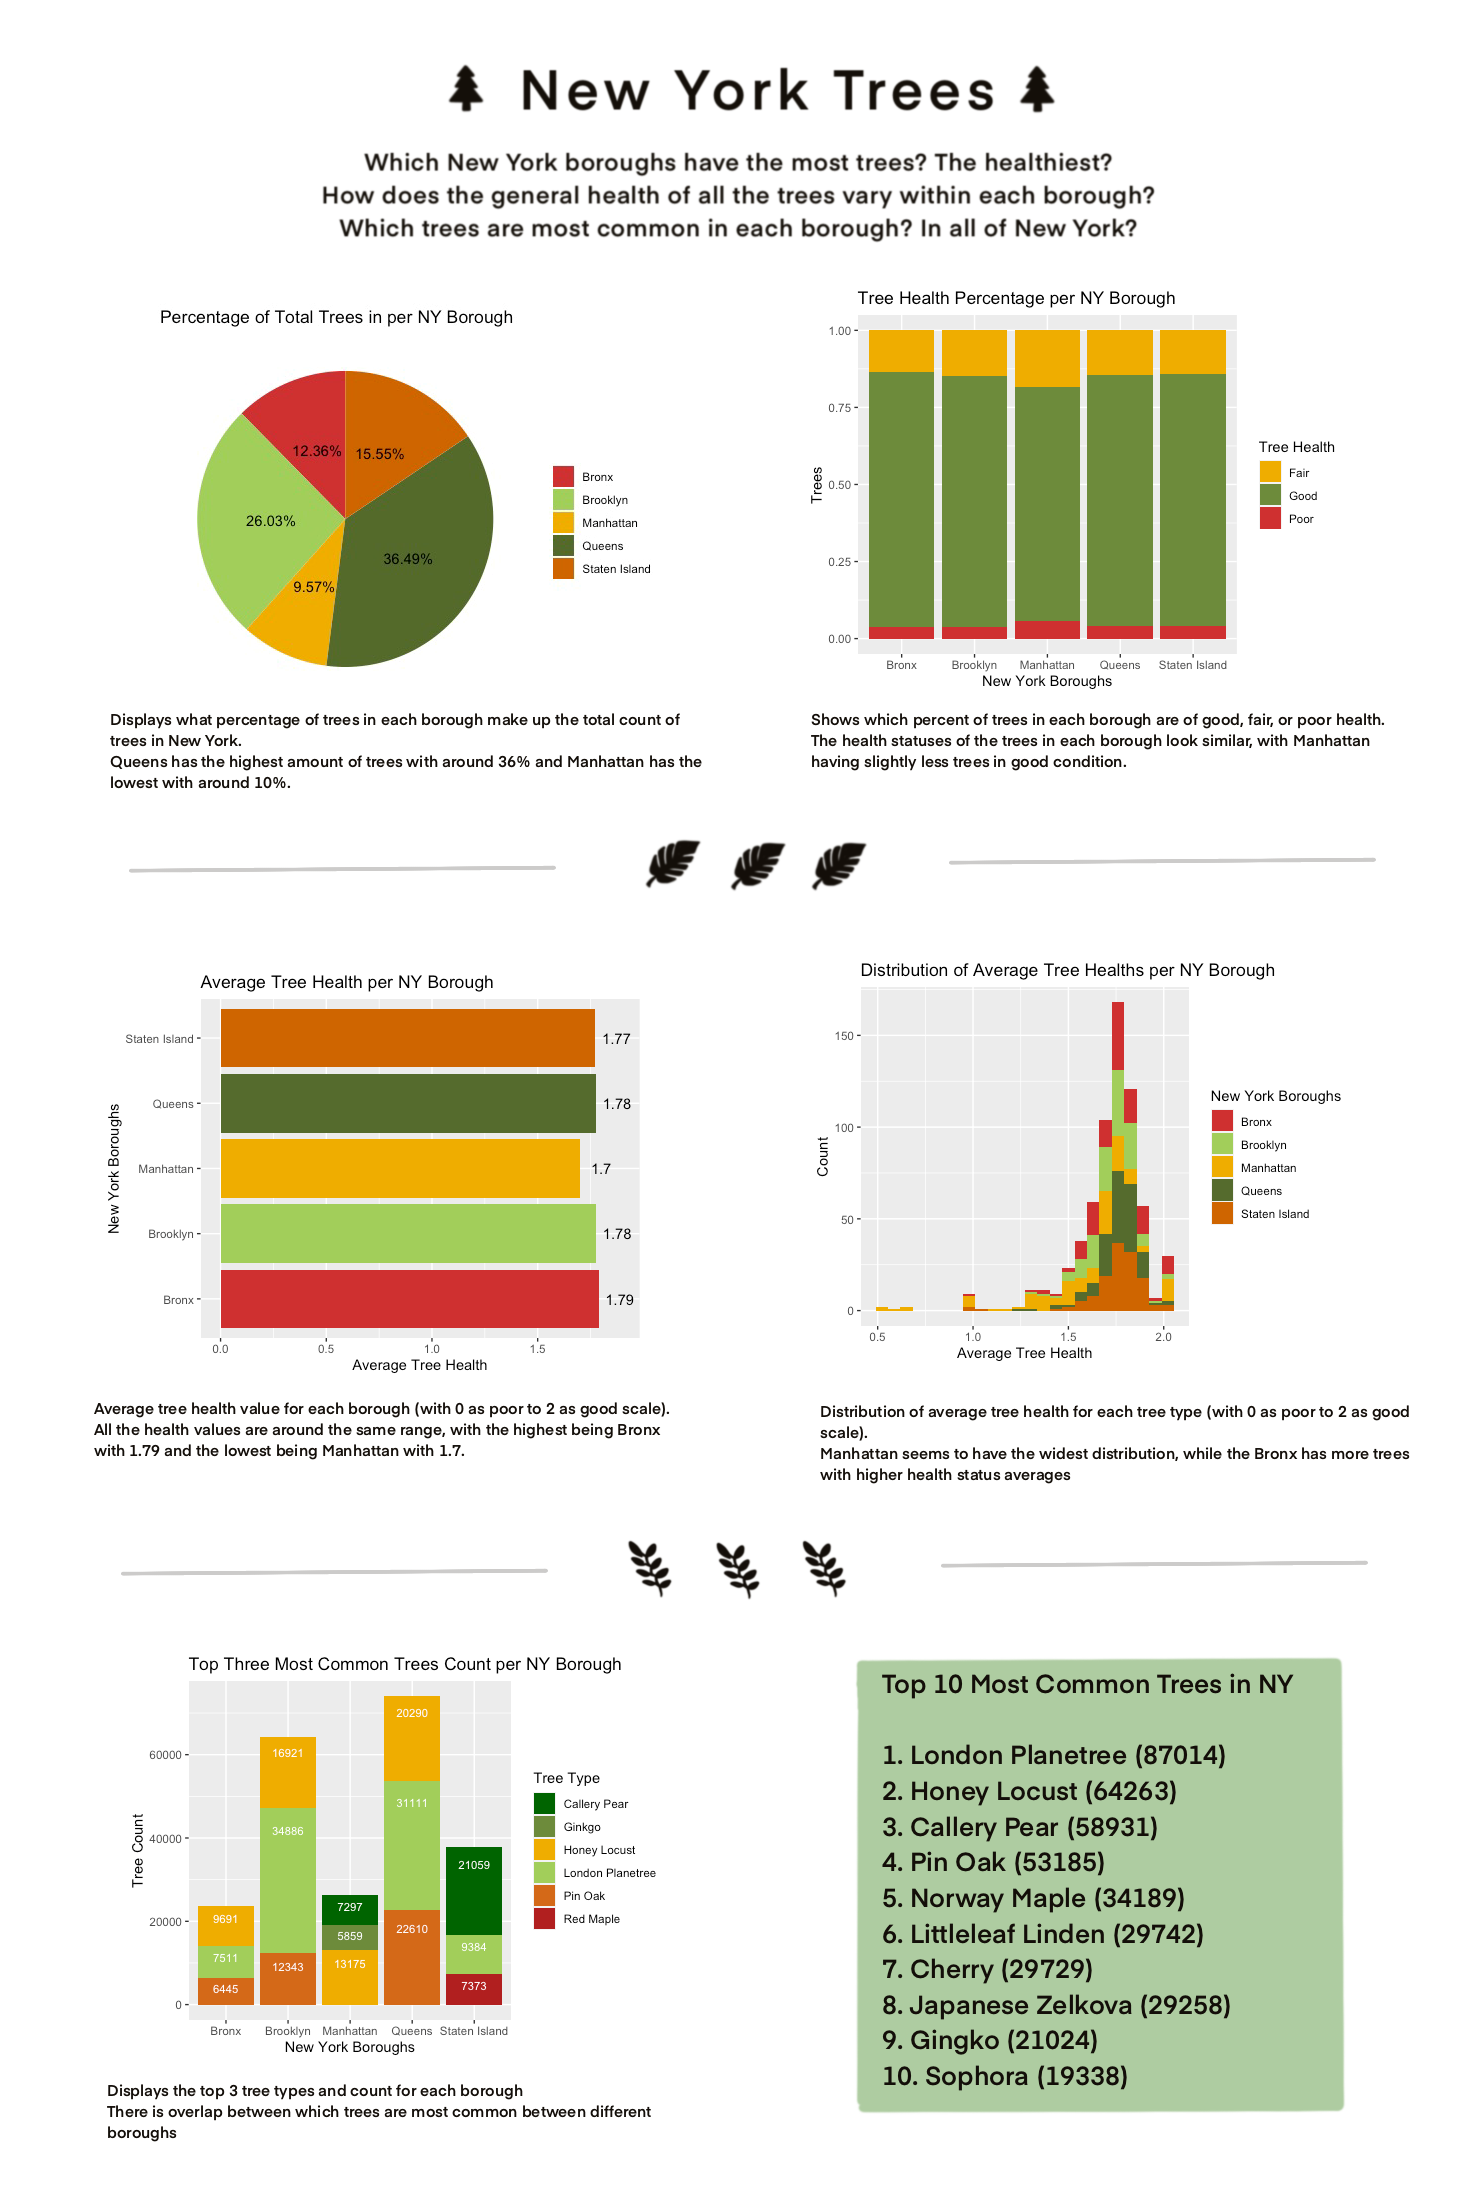 New York Trees
Which New York boroughs have the most trees? The healthiest?
How does the general health of all the trees vary within each borough?
Which trees are most common in each borough? In all of New York?
Percentage of Total Trees in per NY Borough
12.36%
15.55%
26.03%
36.49%
9.57%
Bronx
Brooklyn
Manhattan
Queens
Staten Island
Displays what percentage of trees in each borough make up the total count of
trees in New York.
Queens has the highest amount of trees with around 36% and Manhattan has the
lowest with around 10%.
Tree Health Percentage per NY Borough
Trees
1.00
0.75
0.50
0.25
0.00
Bronx
Brooklyn
Manhattan
Queens
Staten Island
New York Boroughs
Tree Health
Fair
Good
Poor
Shows which percent of trees in each borough are of good, fair, or poor health.
The health statuses of the trees in each borough look similar, with Manhattan
having slightly less trees in good condition.
Average Tree Health per NY Borough
New York Boroughs
Staten Island
1.77
Queens
1.78
Manhattan
1.7
Brooklyn
1.78
Bronx
1.79
0.0
0.5
1.0
1.5
Average Tree Health
Average tree health value for each borough (with 0 as poor to 2 as good scale).
All the health values are around the same range, with the highest being Bronx
with 1.79 and the lowest being Manhattan with 1.7.
Distribution of Average Tree Healths per NY Borough
Count
150
100
50
0
0.5
1.0
1.5
2.0
Average Tree Health
New York Boroughs
Bronx
Brooklyn
Manhattan
Queens
Staten Island
Distribution of average tree health for each tree type (with 0 as poor to 2 as good
scale).
Manhattan seems to have the widest distribution, while the Bronx has more trees
with higher health status averages
Top Three Most Common Trees Count per NY Borough
Tree Count
60000
40000
20000
0
9691
7511
6445
16921
34886
12343
7297
5859
13175
20290
31111
22610
21059
9384
7373
Bronx
Brooklyn
Manhattan
Queens
Staten Island
New York Boroughs
Tree Type
Callery Pear
Ginkgo
Honey Locust
London Planetree
Pin Oak
Red Maple
Displays the top 3 tree types and count for each borough
There is overlap between which trees are most common between different
boroughs
Top 10 Most Common Trees in NY
1. London Planetree (87014)
2. Honey Locust (64263)
3. Callery Pear (58931)
4. Pin Oak (53185)
5. Norway Maple (34189)
6. Littleleaf Linden (29742)
7. Cherry (29729)
8. Japanese Zelkova (29258)
9. Gingko (21024)
10. Sophora (19338)